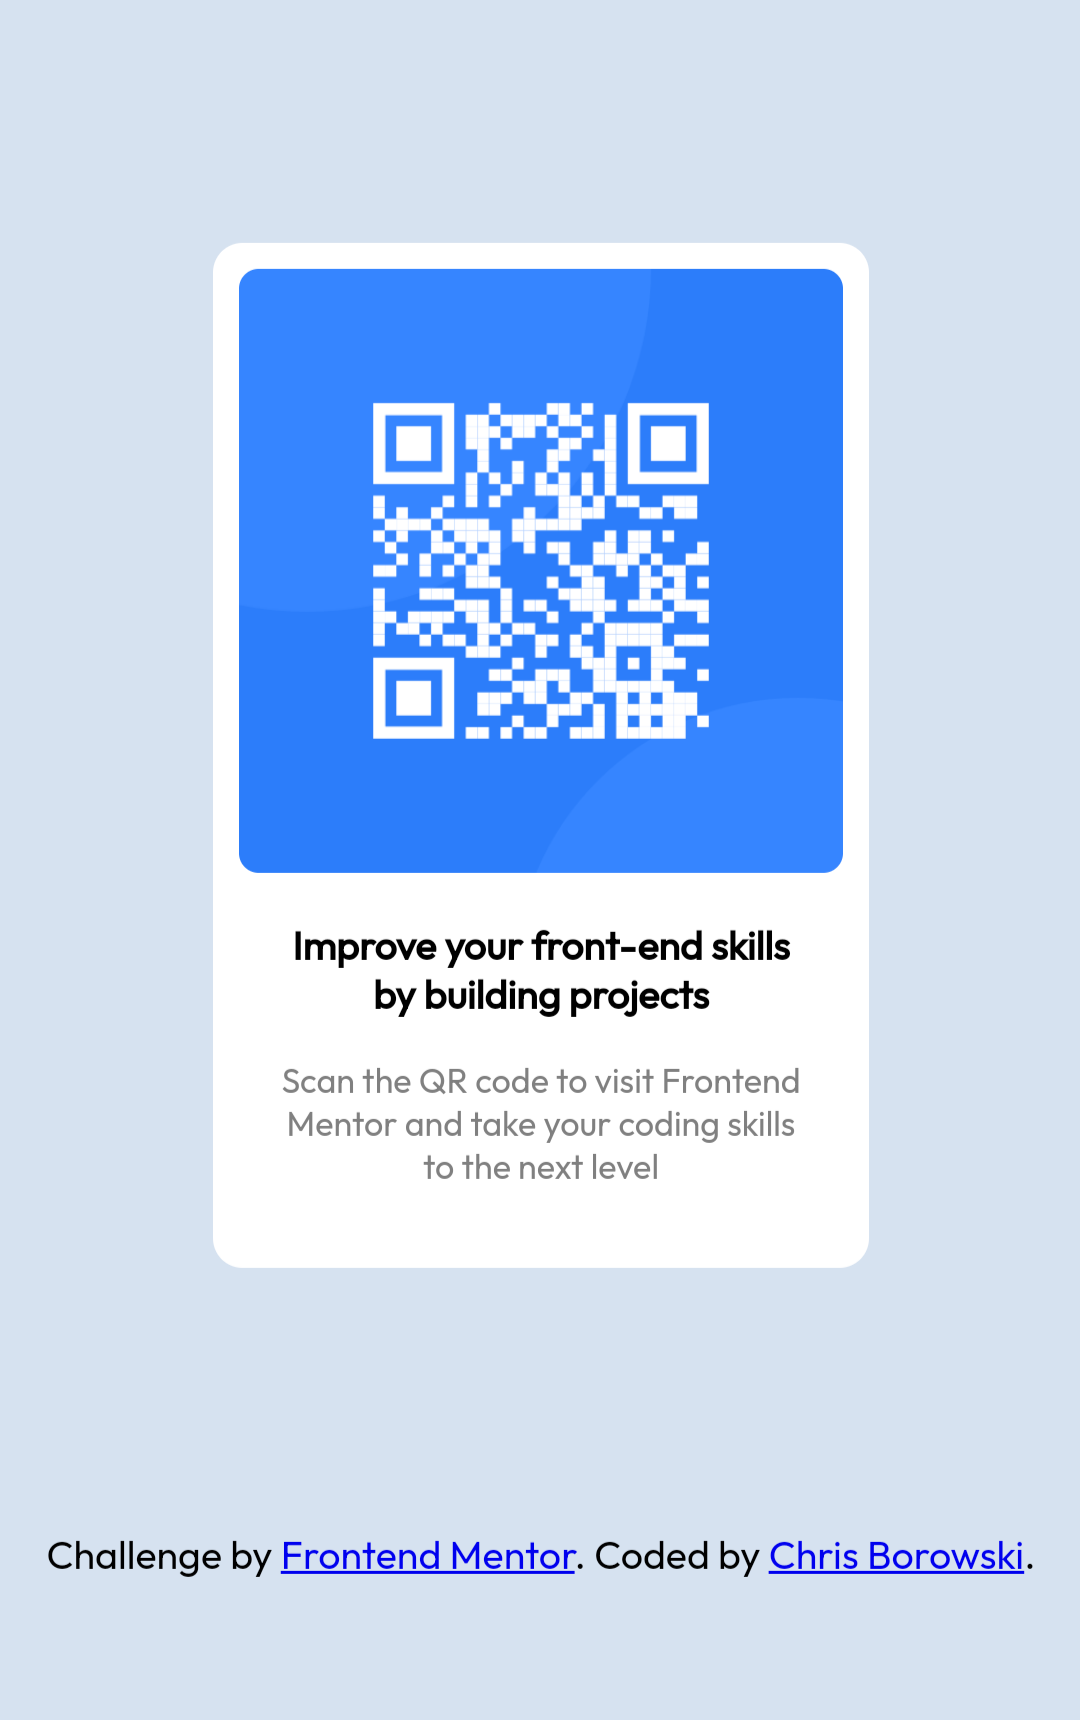 Improve your front-end skills
by building projects
Scan the QR code to visit Frontend
Mentor and take your coding skills
to the next level
Challenge by Frontend Mentor. Coded by Chris Borowski.